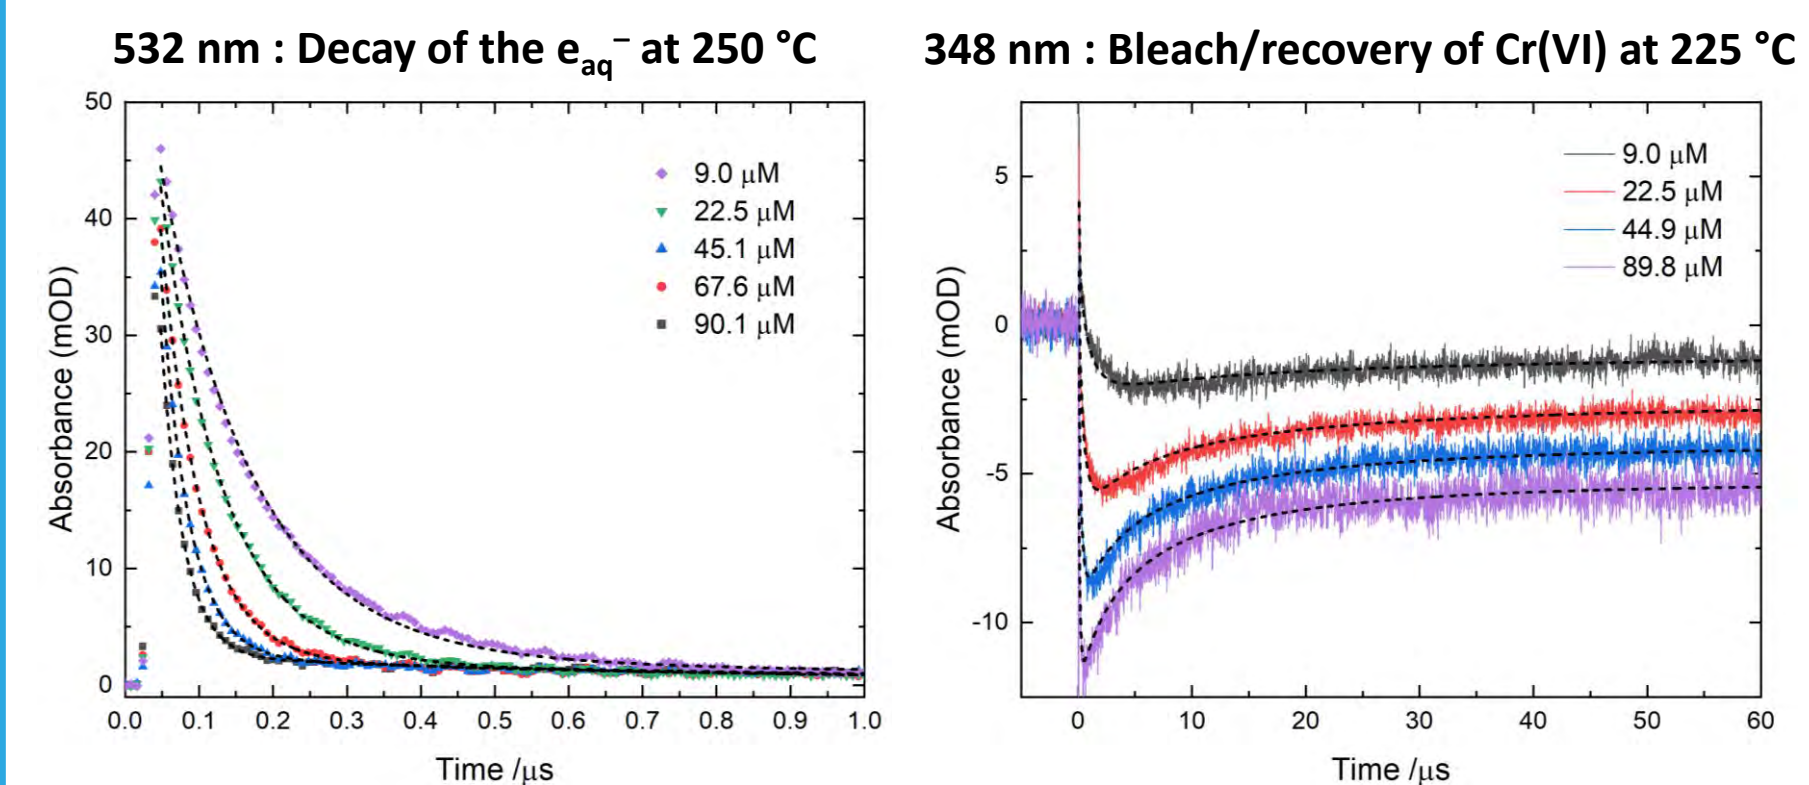 532 nm : Decay of the eaq⁻ at 250 °C
50
40
30
20
10
0
Absorbance (mOD)
9.0 μM
22.5 μM
45.1 μM
67.6 μM
90.1 μM
0.0 0.1 0.2 0.3 0.4 0.5 0.6 0.7 0.8 0.9 1.0
Time /μs
348 nm : Bleach/recovery of Cr(VI) at 225 °C
5
0
-5
-10
Absorbance (mOD)
9.0 μM
22.5 μM
44.9 μM
89.8 μM
0 10 20 30 40 50 60
Time /μs